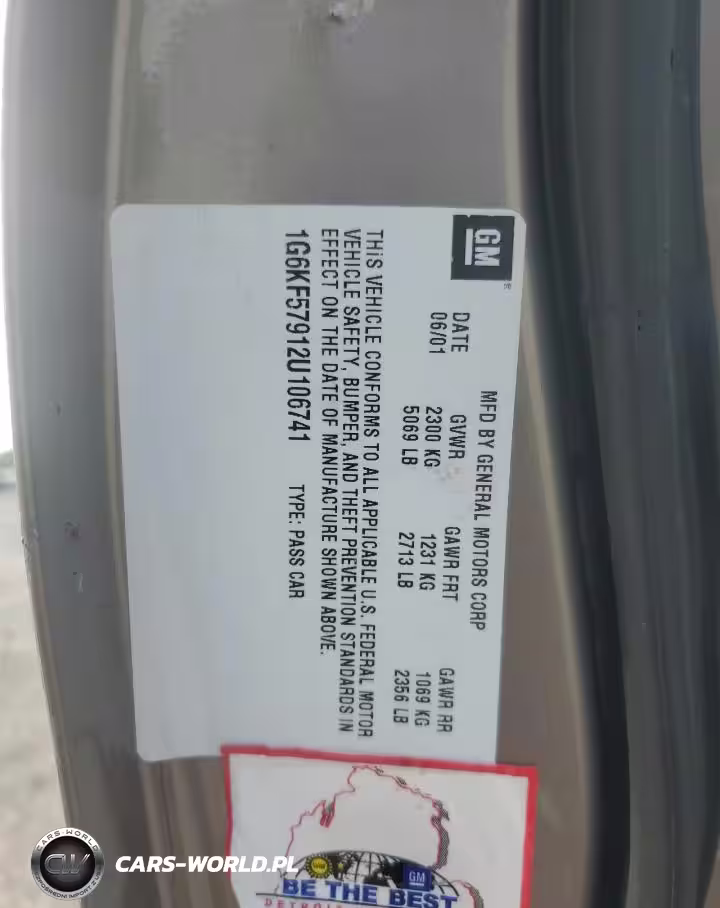 GM
MFD BY GENERAL MOTORS CORP
DATE GVWR GAWR FRT GAWR RR
06/01 2300 KG 1231 KG 1069 KG
5069 LB 2713 LB 2356 LB
THIS VEHICLE CONFORMS TO ALL APPLICABLE U.S. FEDERAL MOTOR
VEHICLE SAFETY, BUMPER, AND THEFT PREVENTION STANDARDS IN
EFFECT ON THE DATE OF MANUFACTURE SHOWN ABOVE.
1G6KF57912U106741 TYPE: PASS CAR
GM
BE THE BEST
CARS-WORLD
CW
CARS-WORLD.PL